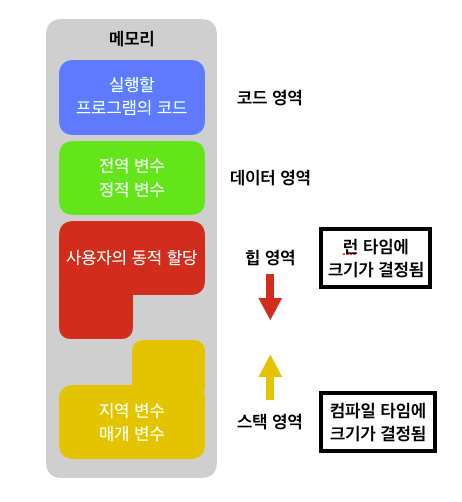 메모리
실행할
프로그램의 코드
코드 영역
전역 변수
정적 변수
데이터 영역
사용자의 동적 할당
힙 영역
런 타임에
크기가 결정됨
지역 변수
매개 변수
스택 영역
컴파일 타임에
크기가 결정됨